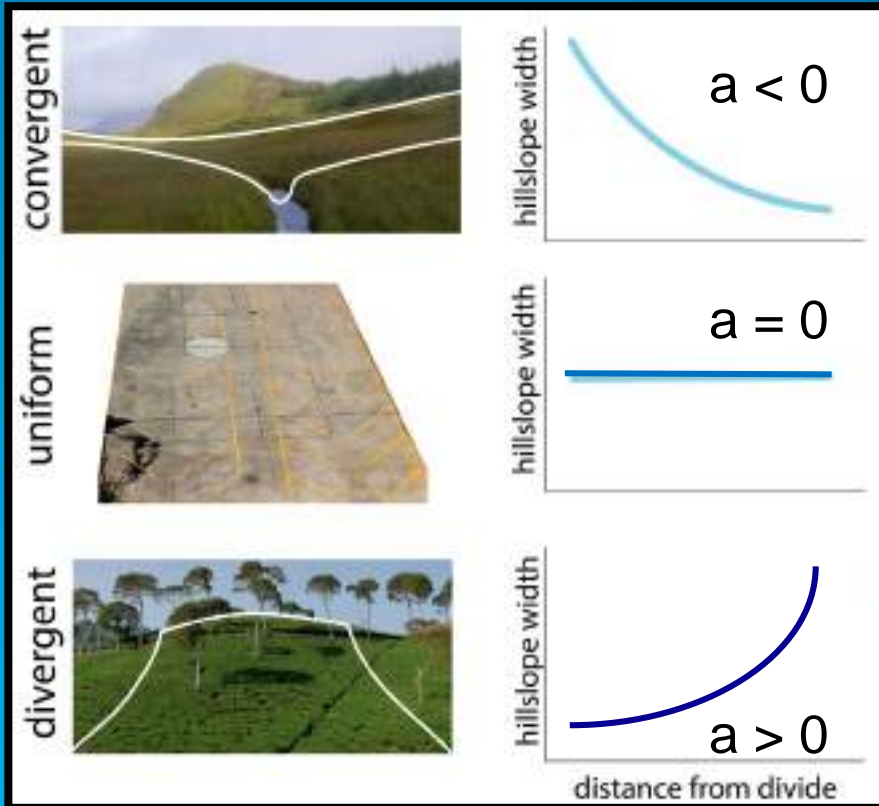 convergent
hillslope width
a < 0
uniform
hillslope width
a = 0
divergent
hillslope width
a > 0
distance from divide